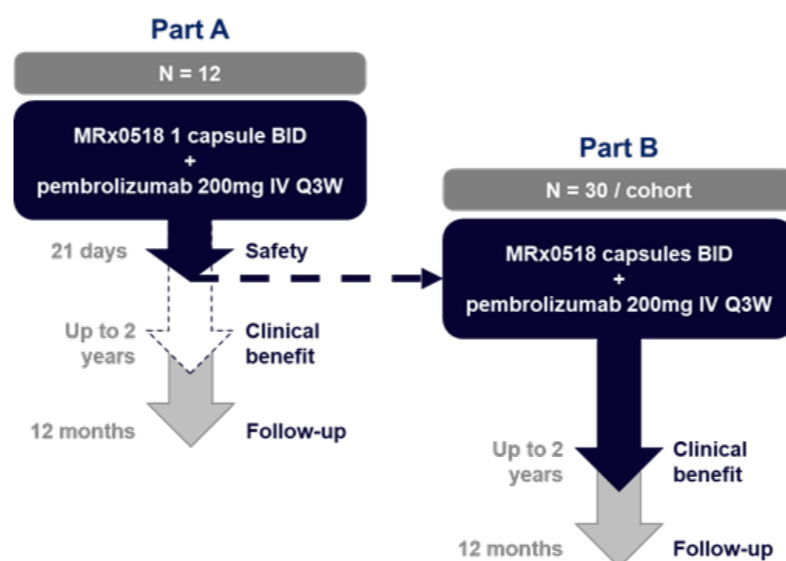 Part A
N = 12
MRx0518 1 capsule BID
+
pembrolizumab 200mg IV Q3W
21 days
Safety
Up to 2
years
Clinical
benefit
12 months
Follow-up
Part B
N = 30 / cohort
MRx0518 capsules BID
+
pembrolizumab 200mg IV Q3W
Up to 2
years
Clinical
benefit
12 months
Follow-up